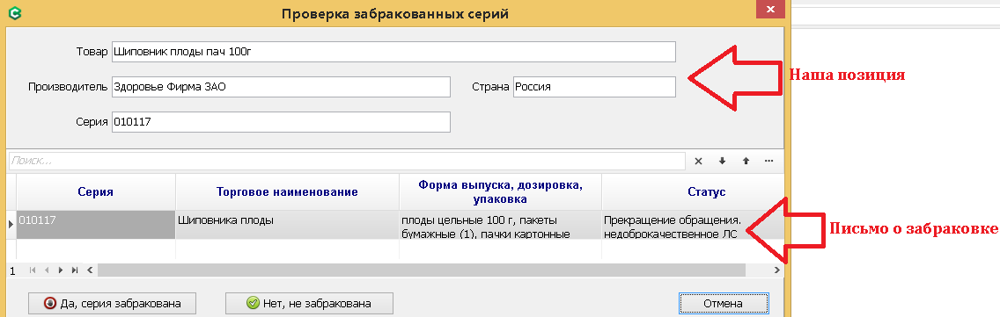 Проверка забракованных серий
Товар Шиповник плоды пач 100г
Наша позиция
Производитель Здоровье Фирма ЗАО Страна Россия
Серия 010117
Поиск...
Серия Торговое наименование Форма выпуска, дозировка, упаковка Статус
010117 Шиповника плоды плоды цельные 100 г, пакеты бумажные (1), пачки картонные Прекращение обращения. недоброкачественное ЛС
Письмо о забраковке
1
Да, серия забракована Нет, не забракована Отмена